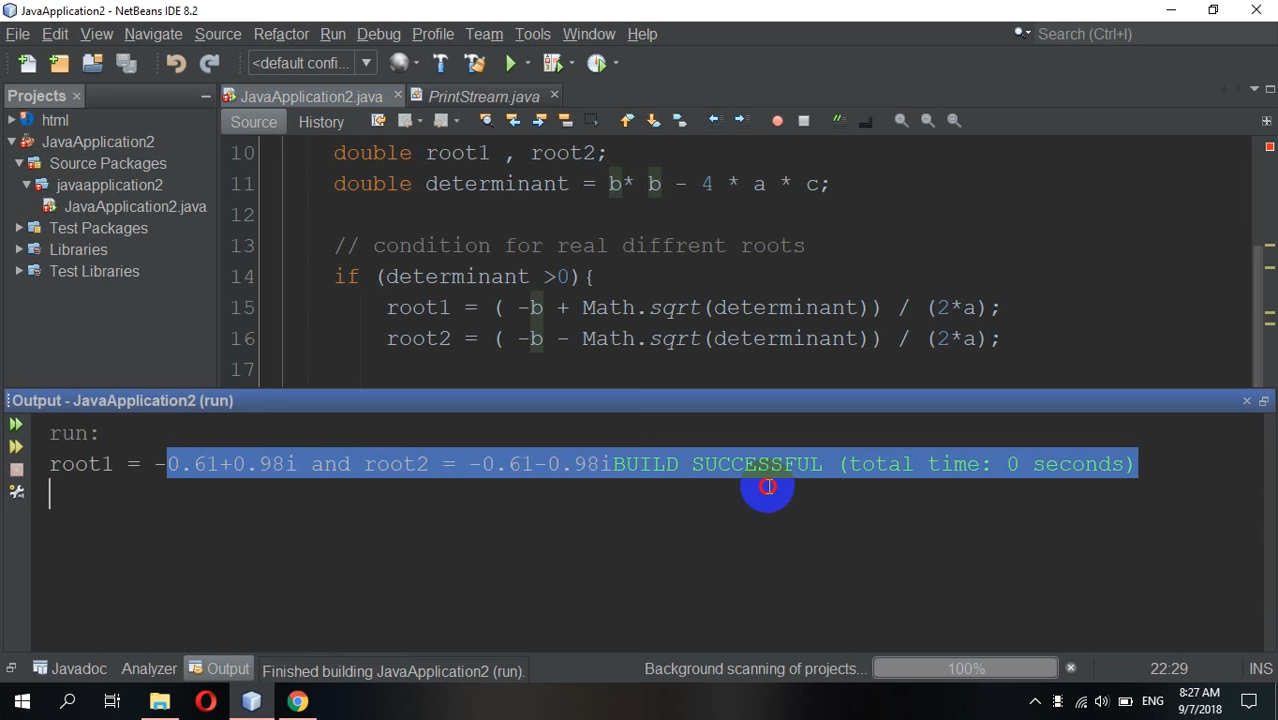 JavaApplication2 - NetBeans IDE 8.2
File Edit View Navigate Source Refactor Run Debug Profile Team Tools Window Help Search (Ctrl+I)
<default confi...
Projects
JavaApplication2.java
PrintStream.java
html
JavaApplication2
Source Packages
javaapplication2
JavaApplication2.java
Test Packages
Libraries
Test Libraries
Source History
10 double root1 , root2;
11 double determinant = b* b - 4 * a * c;
12
13 // condition for real diffrent roots
14 if (determinant >0){
15 root1 = ( -b + Math.sqrt(determinant)) / (2*a);
16 root2 = ( -b - Math.sqrt(determinant)) / (2*a);
17
Output - JavaApplication2 (run)
run:
root1 = -0.61+0.98i and root2 = -0.61-0.98iBUILD SUCCESSFUL (total time: 0 seconds)
Javadoc Analyzer Output Finished building JavaApplication2 (run). Background scanning of projects... 100% 22:29 INS
ENG
8:27 AM
9/7/2018